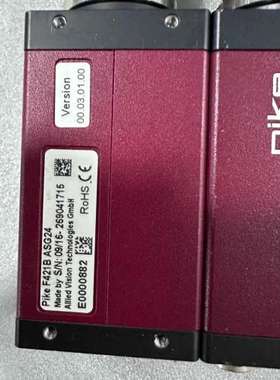 Version
00.03.01.00
Pike F421B ASG24
S/N: 09/16- 269041715
Made by
Allied Vision Technologies GmbH
E0000882
RoHS CE
pike